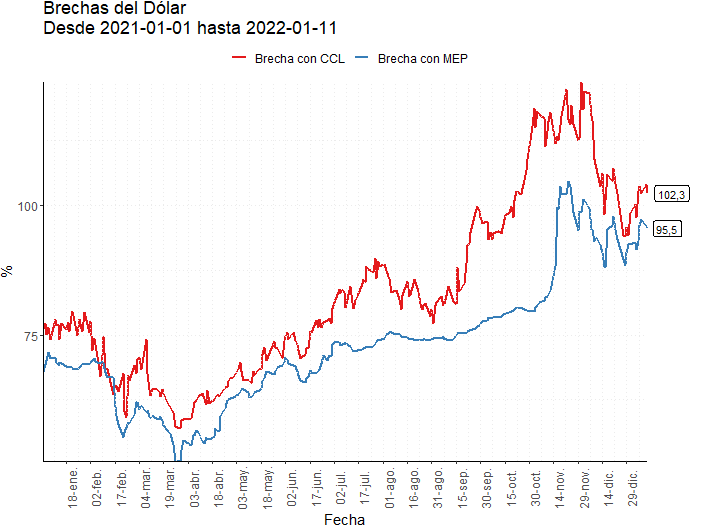 Brechas del Dólar
Desde 2021-01-01 hasta 2022-01-11
Brecha con CCL Brecha con MEP
%
100
75
102,3
95,5
18-ene. 02-feb. 17-feb. 04-mar. 19-mar. 03-abr. 18-abr. 03-may. 18-may. 02-jun. 17-jun. 02-jul. 17-jul. 01-ago. 16-ago. 31-ago. 15-sep. 30-sep. 15-oct. 30-oct. 14-nov. 29-nov. 14-dic. 29-dic.
Fecha